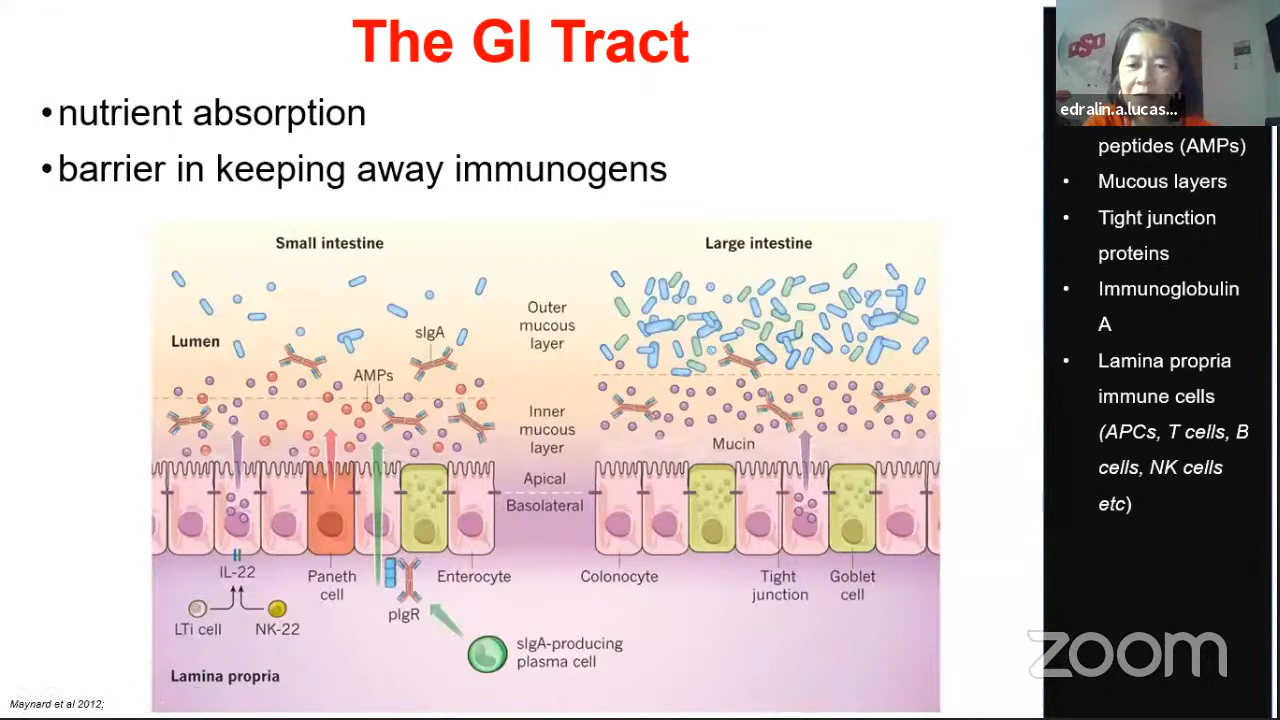 The GI Tract
•nutrient absorption
•barrier in keeping away immunogens
Small intestine
Large intestine
Outer
mucous
layer
sIgA
Lumen
AMPs
Inner
mucous
layer
Mucin
Apical
Basolateral
IL-22
Paneth
cell
Enterocyte
Colonocyte
Tight
junction
Goblet
cell
pIgR
LTi cell
NK-22
sIgA-producing
plasma cell
Lamina propria
Maynard et al 2012;
OSU
edralin.a.lucas...
peptides (AMPs)
• Mucous layers
• Tight junction
proteins
• Immunoglobulin
A
• Lamina propria
immune cells
(APCs, T cells, B
cells, NK cells
etc)
zoom